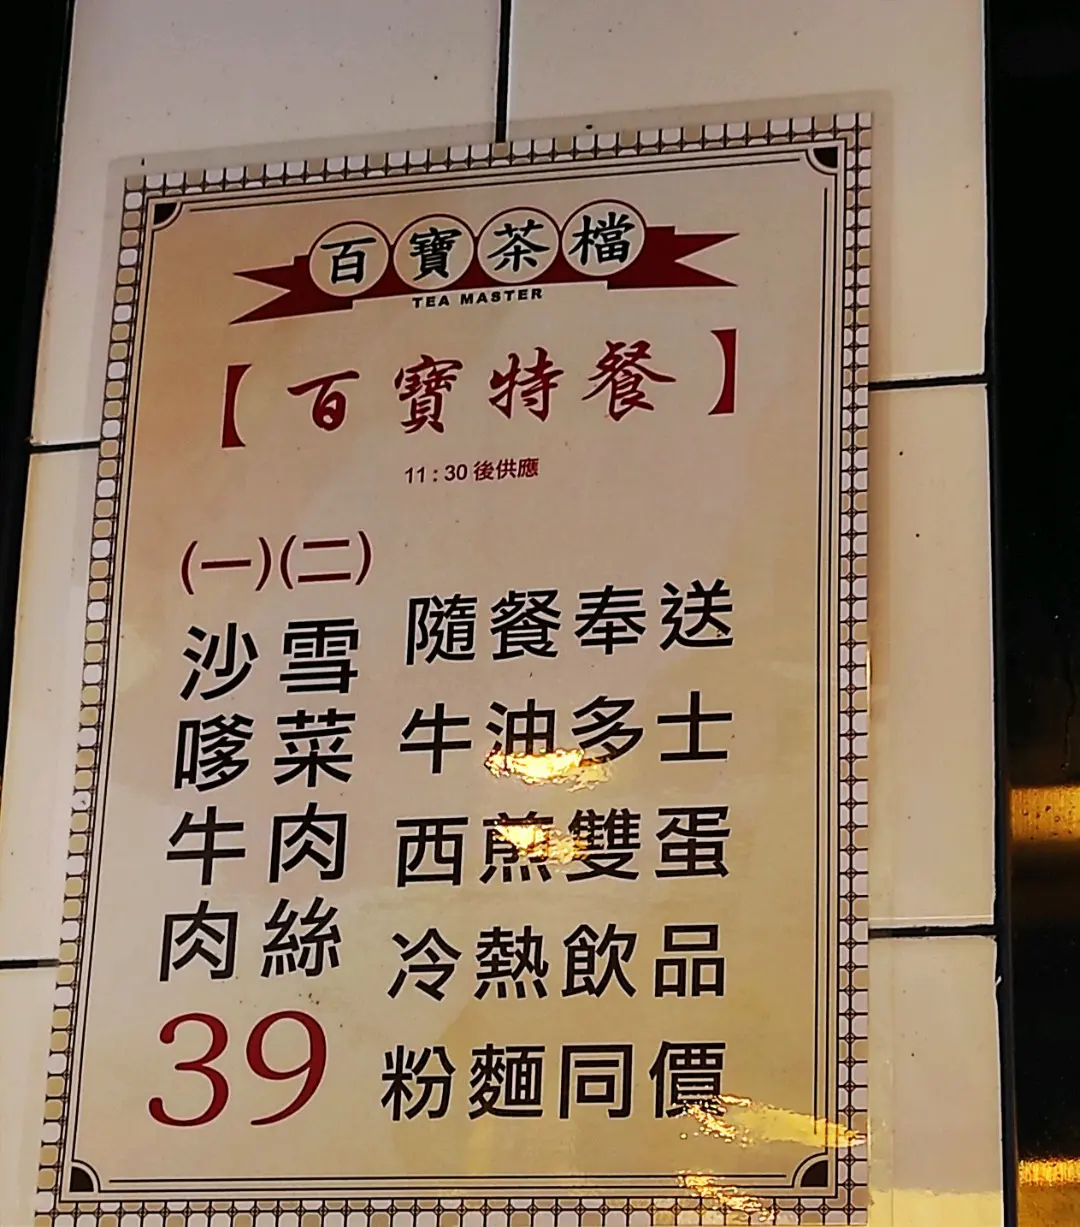 百寶茶檔
TEA MASTER
【百寶特餐】
11:30後供應
(一)
沙嗲牛肉
(二)
雪菜肉絲
39
隨餐奉送
牛油多士
西煎雙蛋
冷熱飲品
粉麵同價